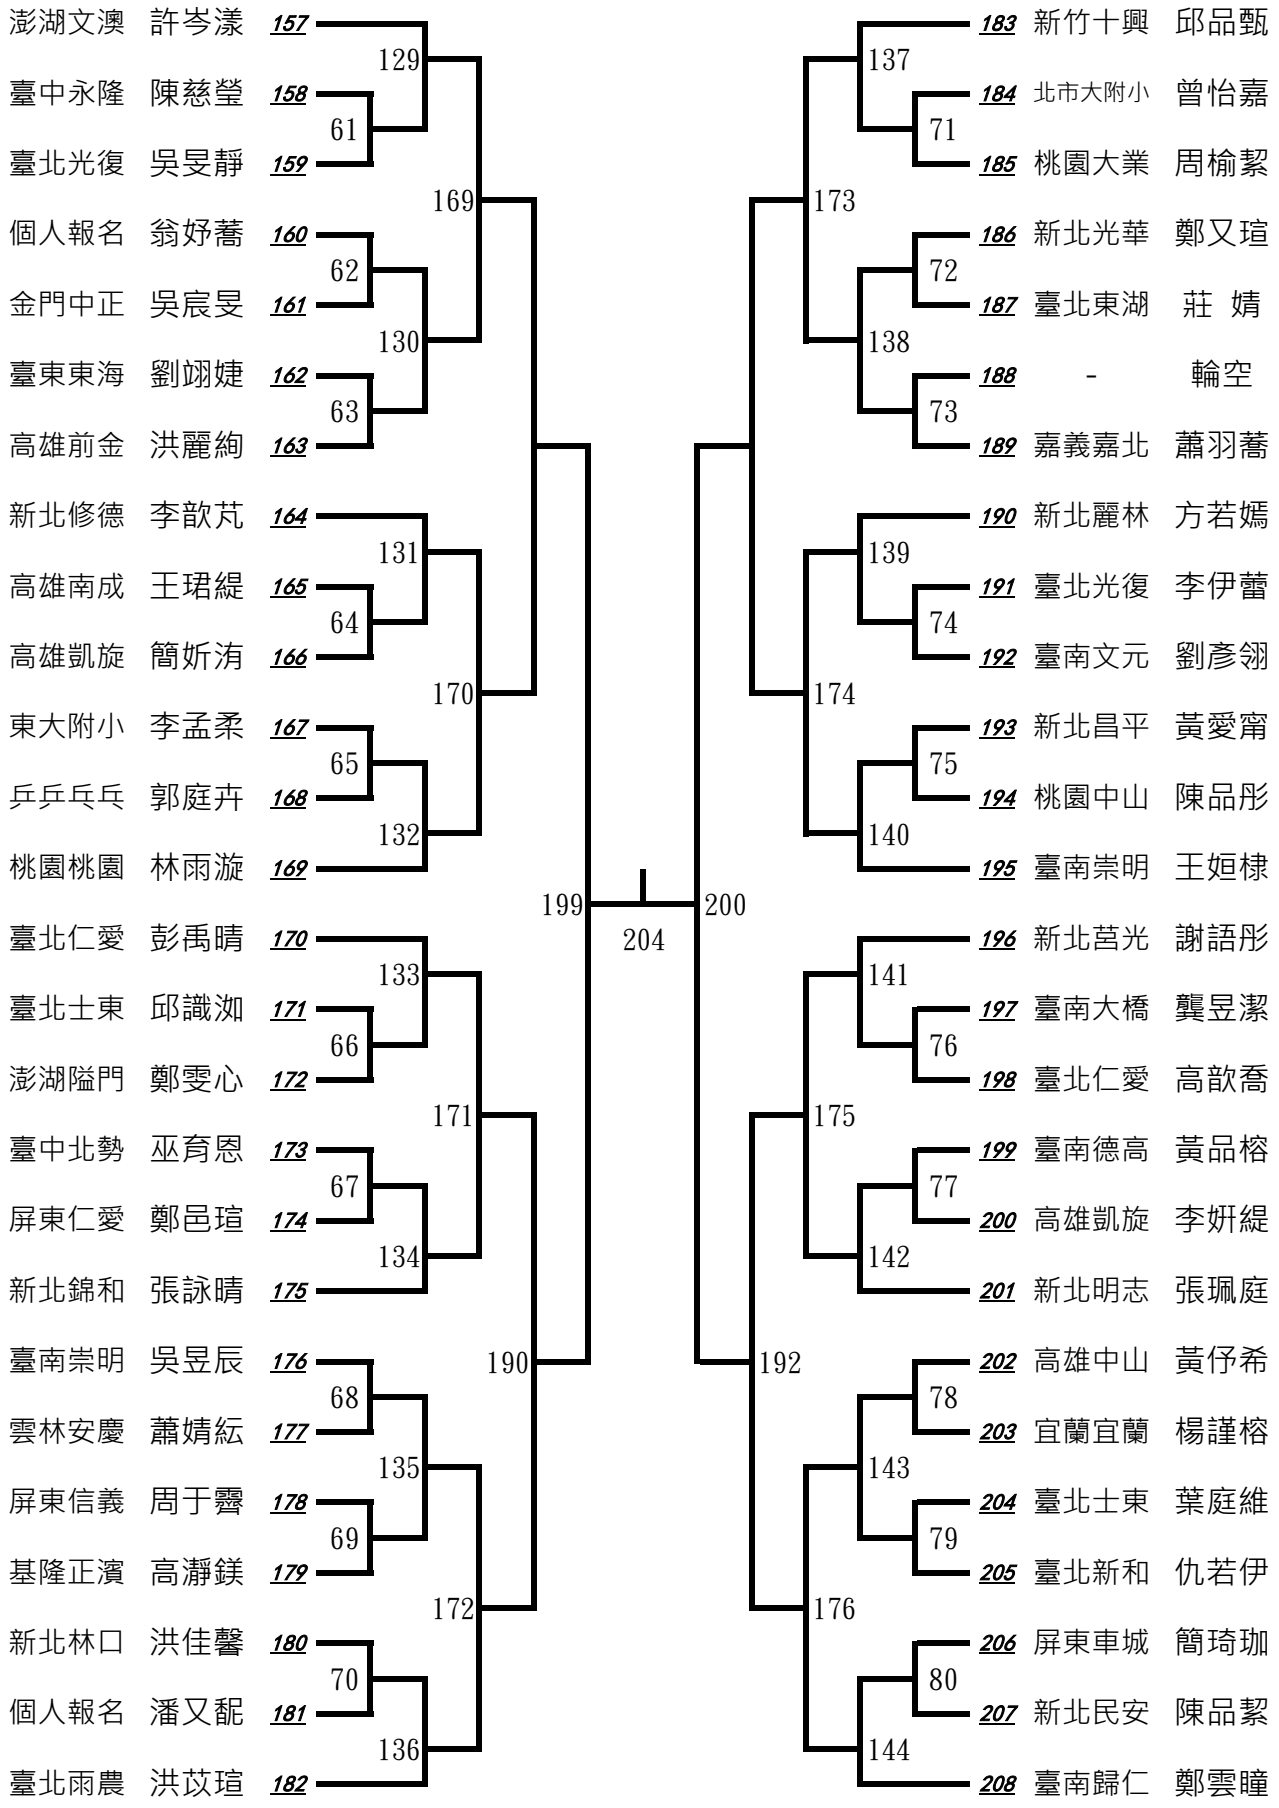 澎湖文澳 許岑漾 157
129
臺中永隆 陳慈瑩 158
61
臺北光復 吳旻靜 159
169
個人報名 翁妤蕎 160
62
金門中正 吳宸旻 161
130
臺東東海 劉翊婕 162
63
高雄前金 洪麗絢 163
新北修德 李歆芃 164
131
高雄南成 王珺緹 165
64
高雄凱旋 簡妡洧 166
170
東大附小 李孟柔 167
65
乒乒乓乓 郭庭卉 168
132
桃園桃園 林雨漩 169
199
204
臺北仁愛 彭禹晴 170
133
臺北士東 邱識洳 171
66
澎湖隘門 鄭雯心 172
171
臺中北勢 巫育恩 173
67
屏東仁愛 鄭邑瑄 174
134
新北錦和 張詠晴 175
190
臺南崇明 吳昱辰 176
68
雲林安慶 蕭婧紜 177
135
屏東信義 周于霽 178
69
基隆正濱 高瀞鎂 179
172
新北林口 洪佳馨 180
70
個人報名 潘又馜 181
136
臺北雨農 洪苡瑄 182
183 新竹十興 邱品甄
137
184 北市大附小 曾怡嘉
71
185 桃園大業 周榆絜
173
186 新北光華 鄭又瑄
72
187 臺北東湖 莊 婧
138
188 - 輪空
73
189 嘉義嘉北 蕭羽蕎
190 新北麗林 方若嫣
139
191 臺北光復 李伊蕾
74
192 臺南文元 劉彥翎
174
193 新北昌平 黃愛甯
75
194 桃園中山 陳品彤
140
195 臺南崇明 王姮棣
200
196 新北莒光 謝語彤
141
197 臺南大橋 龔昱潔
76
198 臺北仁愛 高歆喬
175
199 臺南德高 黃品榕
77
200 高雄凱旋 李姸緹
142
201 新北明志 張珮庭
192
202 高雄中山 黃伃希
78
203 宜蘭宜蘭 楊謹榕
143
204 臺北士東 葉庭維
79
205 臺北新和 仇若伊
176
206 屏東車城 簡琦珈
80
207 新北民安 陳品絜
144
208 臺南歸仁 鄭雲瞳